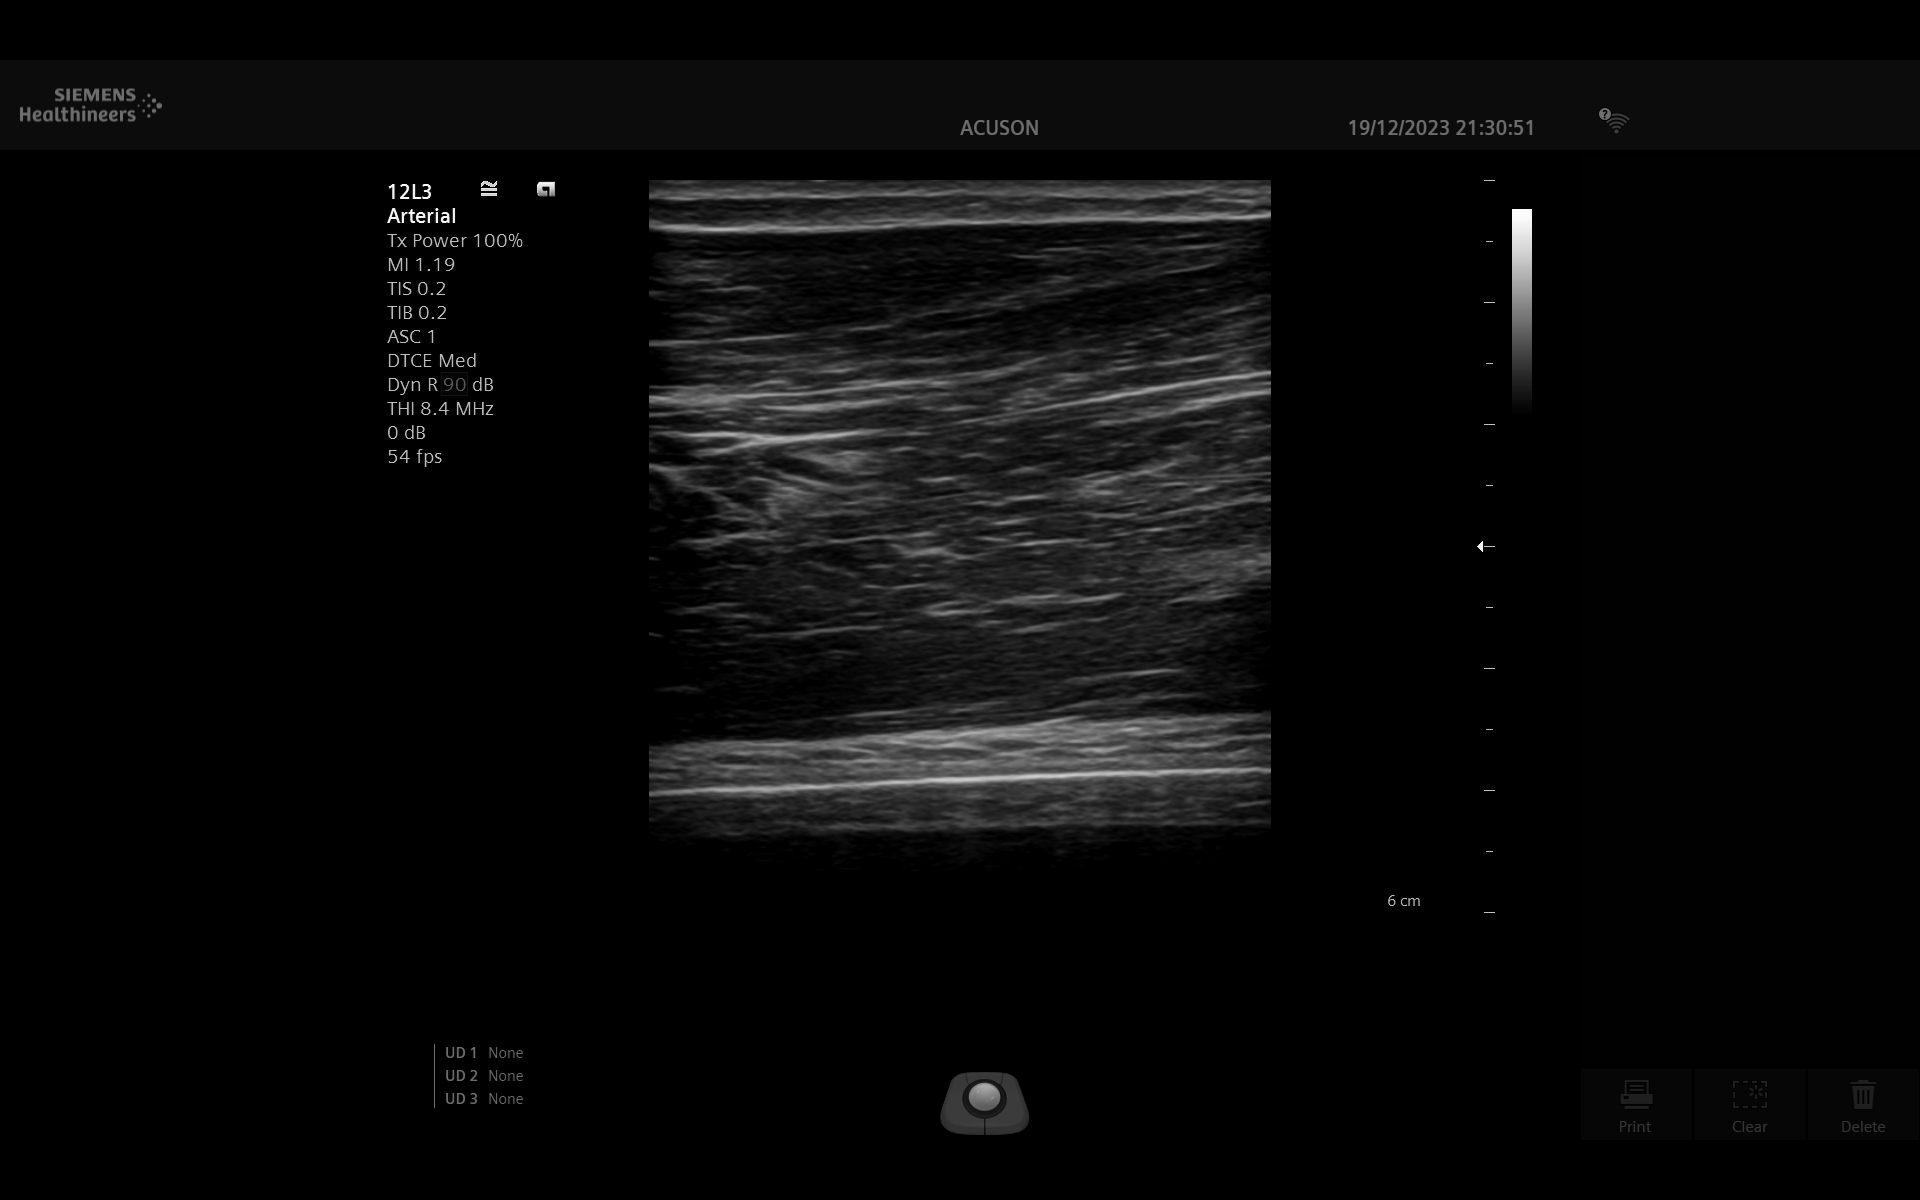 SIEMENS
Healthineers
ACUSON
19/12/2023 21:30:51
?
12L3
Arterial
Tx Power 100%
MI 1.19
TIS 0.2
TIB 0.2
ASC 1
DTCE Med
Dyn R 90 dB
THI 8.4 MHz
0 dB
54 fps
6 cm
UD 1 None
UD 2 None
UD 3 None
Print
Clear
Delete